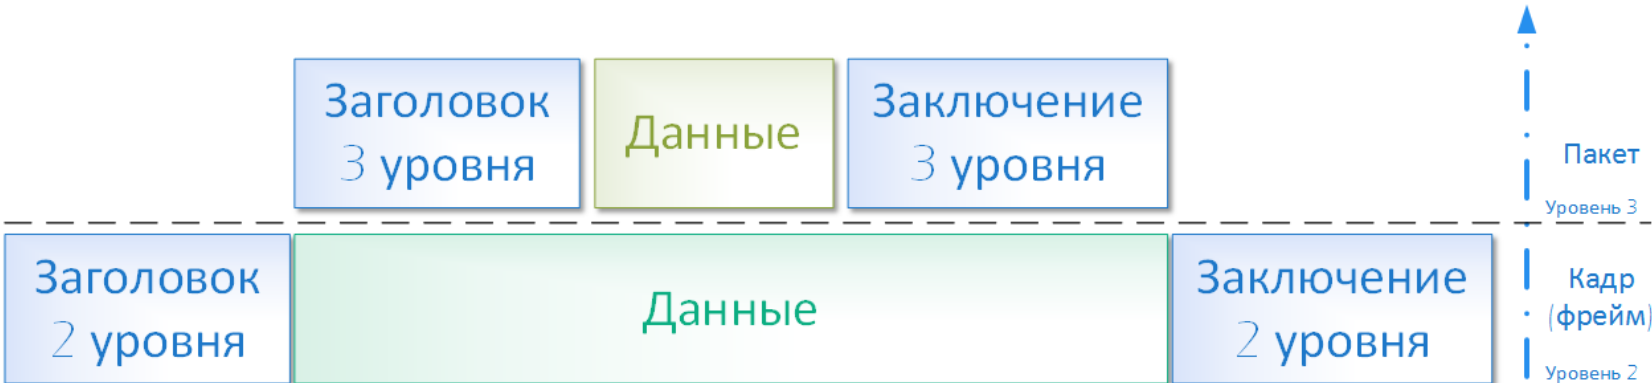 Заголовок
3 уровня
Данные
Заключение
3 уровня
Пакет
Уровень 3
Заголовок
2 уровня
Данные
Заключение
2 уровня
Кадр
(фрейм)
Уровень 2